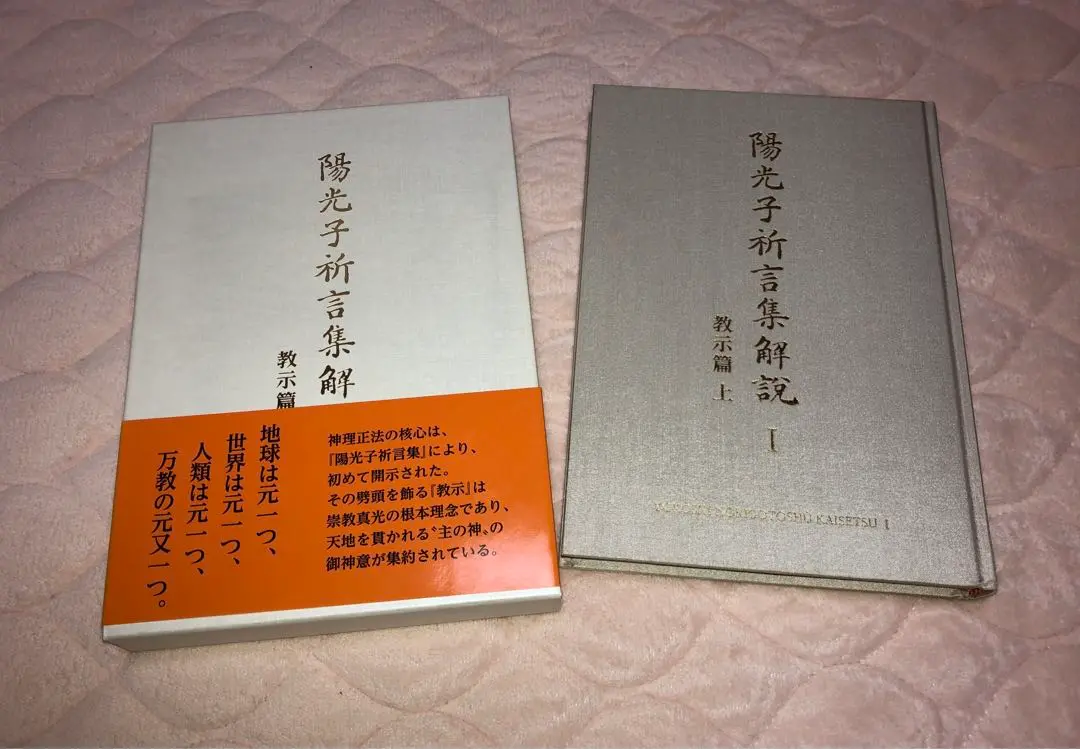 陽光子祈言集解
教示篇
地球は元一つ、
世界は元一つ、
人類は元一つ、
万教の元又一つ。
神理正法の核心は、
『陽光子祈言集』により、
初めて開示された。
その劈頭を飾る『教示』は
崇教真光の根本理念であり、
天地を貫かれる〝主の神〟の
御神意が集約されている。
陽光子祈言集解説 I
教示篇 上
KAISETSU I